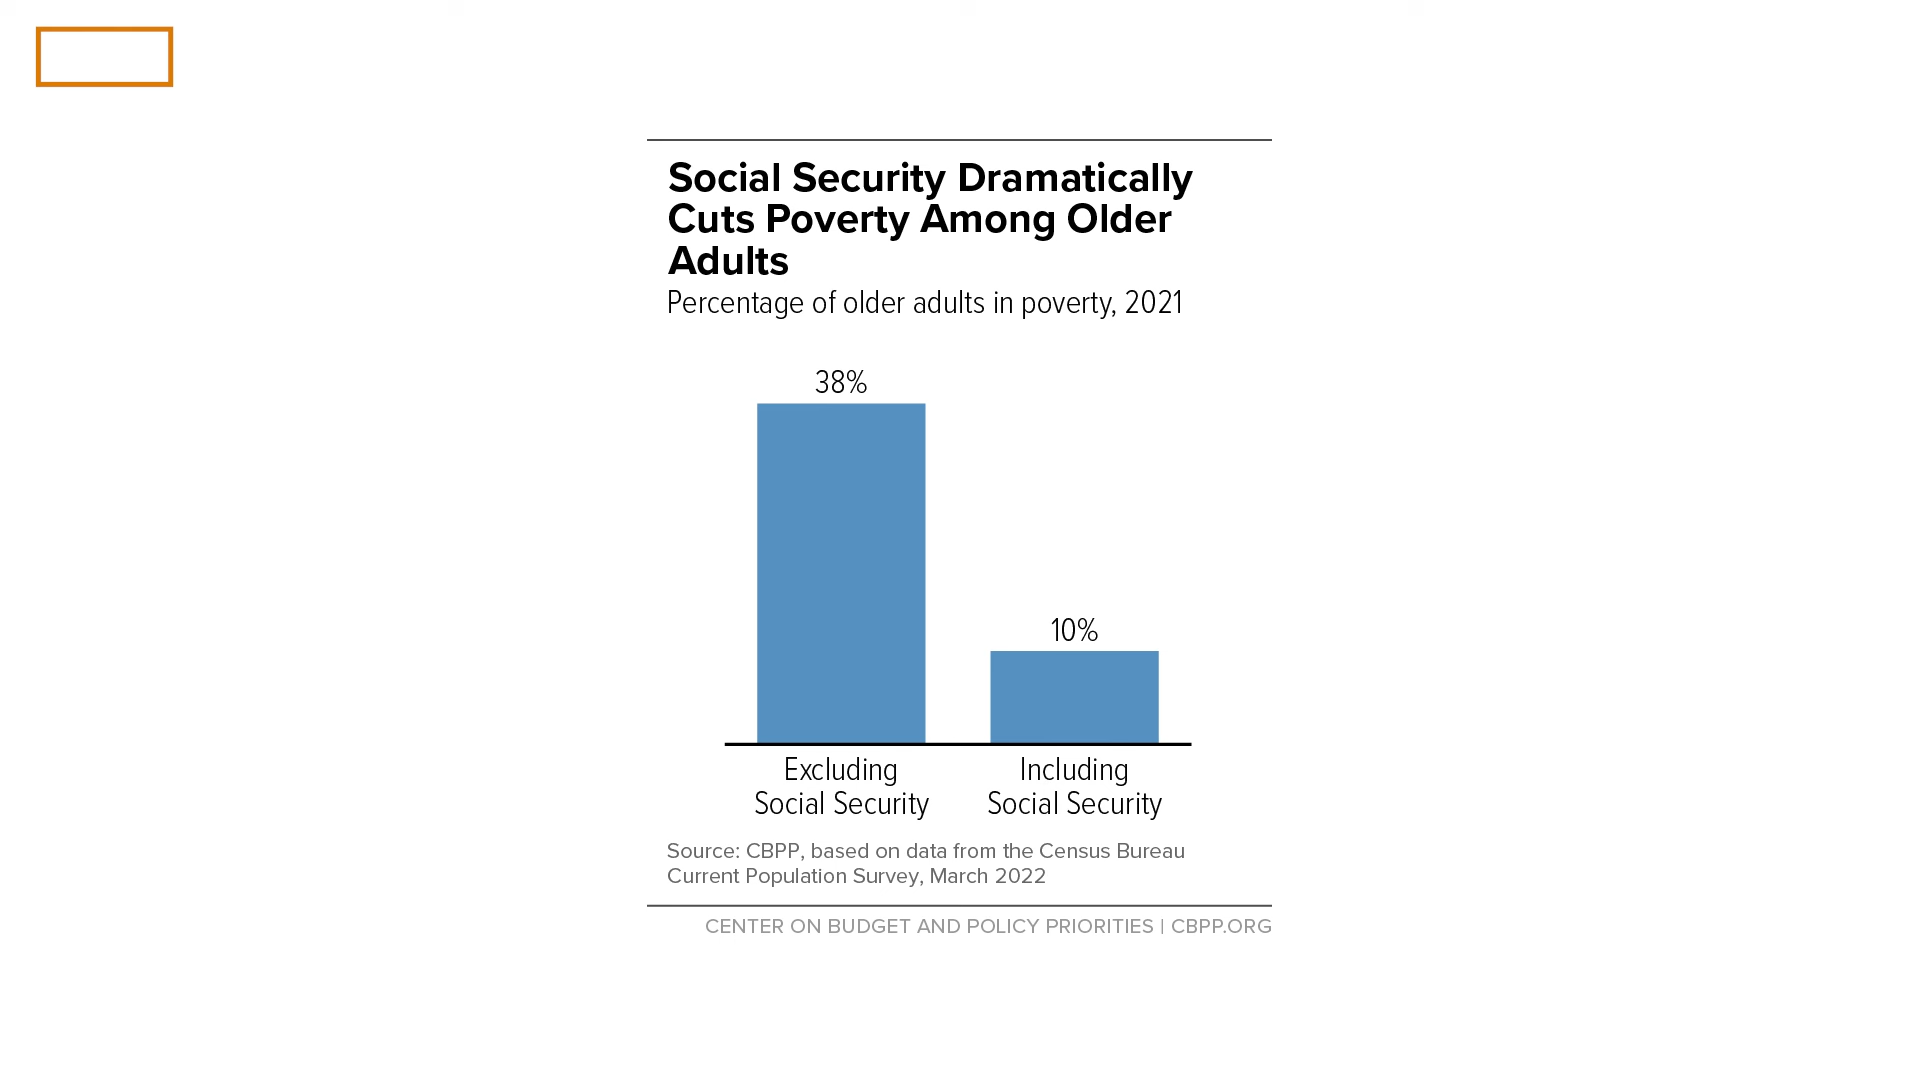 Social Security Dramatically
Cuts Poverty Among Older
Adults
Percentage of older adults in poverty, 2021
38%
10%
Excluding
Social Security
Including
Social Security
Source: CBPP, based on data from the Census Bureau
Current Population Survey, March 2022
CENTER ON BUDGET AND POLICY PRIORITIES | CBPP.ORG